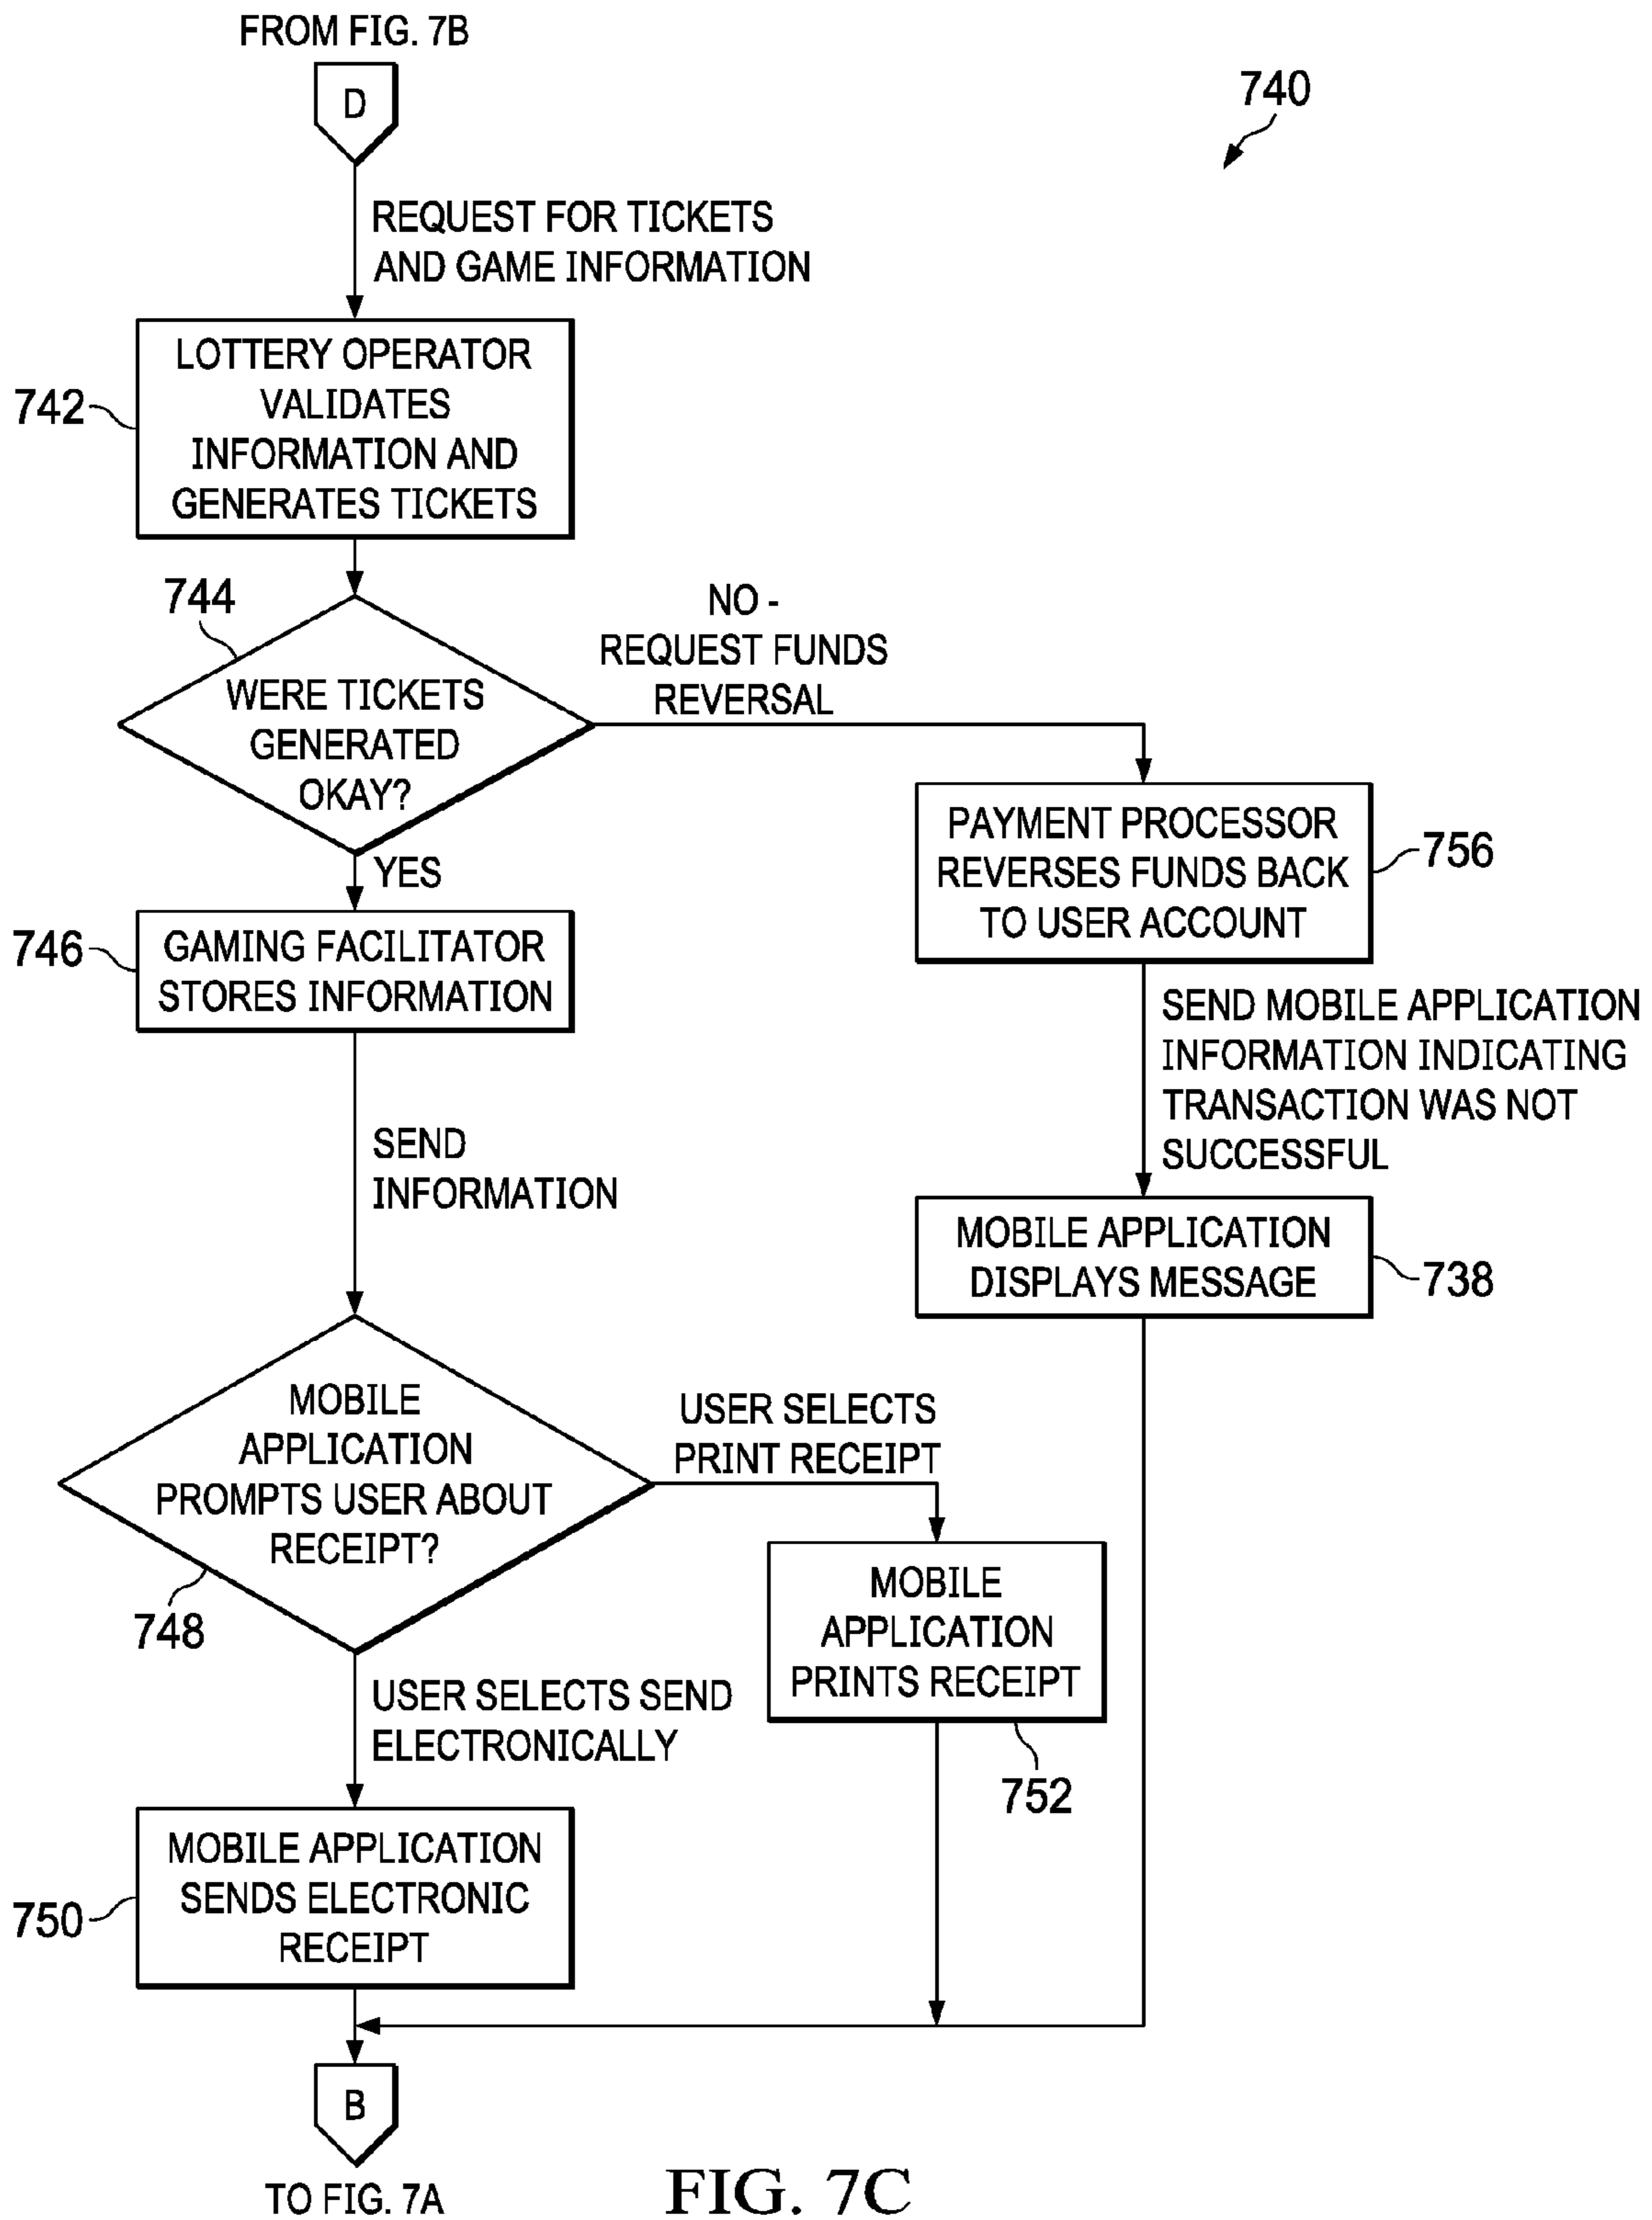 FROM FIG. 7B
D
740
REQUEST FOR TICKETS
AND GAME INFORMATION
742
LOTTERY OPERATOR
VALIDATES
INFORMATION AND
GENERATES TICKETS
744
WERE TICKETS
GENERATED
OKAY?
NO -
REQUEST FUNDS
REVERSAL
YES
PAYMENT PROCESSOR
REVERSES FUNDS BACK
TO USER ACCOUNT
756
746
GAMING FACILITATOR
STORES INFORMATION
SEND MOBILE APPLICATION
INFORMATION INDICATING
TRANSACTION WAS NOT
SUCCESSFUL
SEND
INFORMATION
MOBILE APPLICATION
DISPLAYS MESSAGE
738
MOBILE
APPLICATION
PROMPTS USER ABOUT
RECEIPT?
748
USER SELECTS
PRINT RECEIPT
MOBILE
APPLICATION
PRINTS RECEIPT
752
USER SELECTS SEND
ELECTRONICALLY
750
MOBILE APPLICATION
SENDS ELECTRONIC
RECEIPT
B
TO FIG. 7A
FIG. 7C